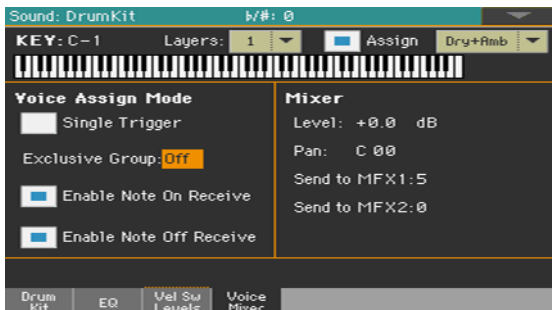 Sound: DrumKit b/#: 0
KEY: C-1 Layers: 1 Assign Dry+Amb
Voice Assign Mode
Single Trigger
Exclusive Group: Off
Enable Note On Receive
Enable Note Off Receive
Mixer
Level: +0.0 dB
Pan: C 00
Send to MFX1:5
Send to MFX2:0
Drum Kit
EQ
Vel Sw Levels
Voice Mixer